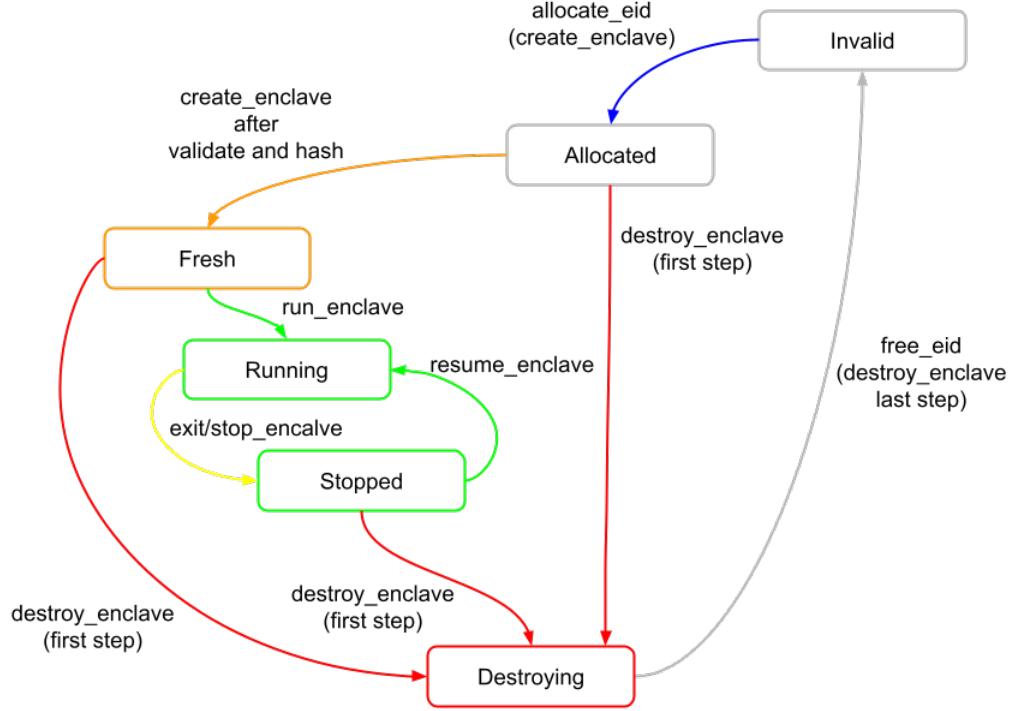 allocate_eid
(create_enclave)
Invalid
create_enclave
after
validate and hash
Allocated
destroy_enclave
(first step)
Fresh
run_enclave
Running
resume_enclave
free_eid
(destroy_enclave
last step)
exit/stop_encalve
Stopped
destroy_enclave
(first step)
destroy_enclave
(first step)
Destroying